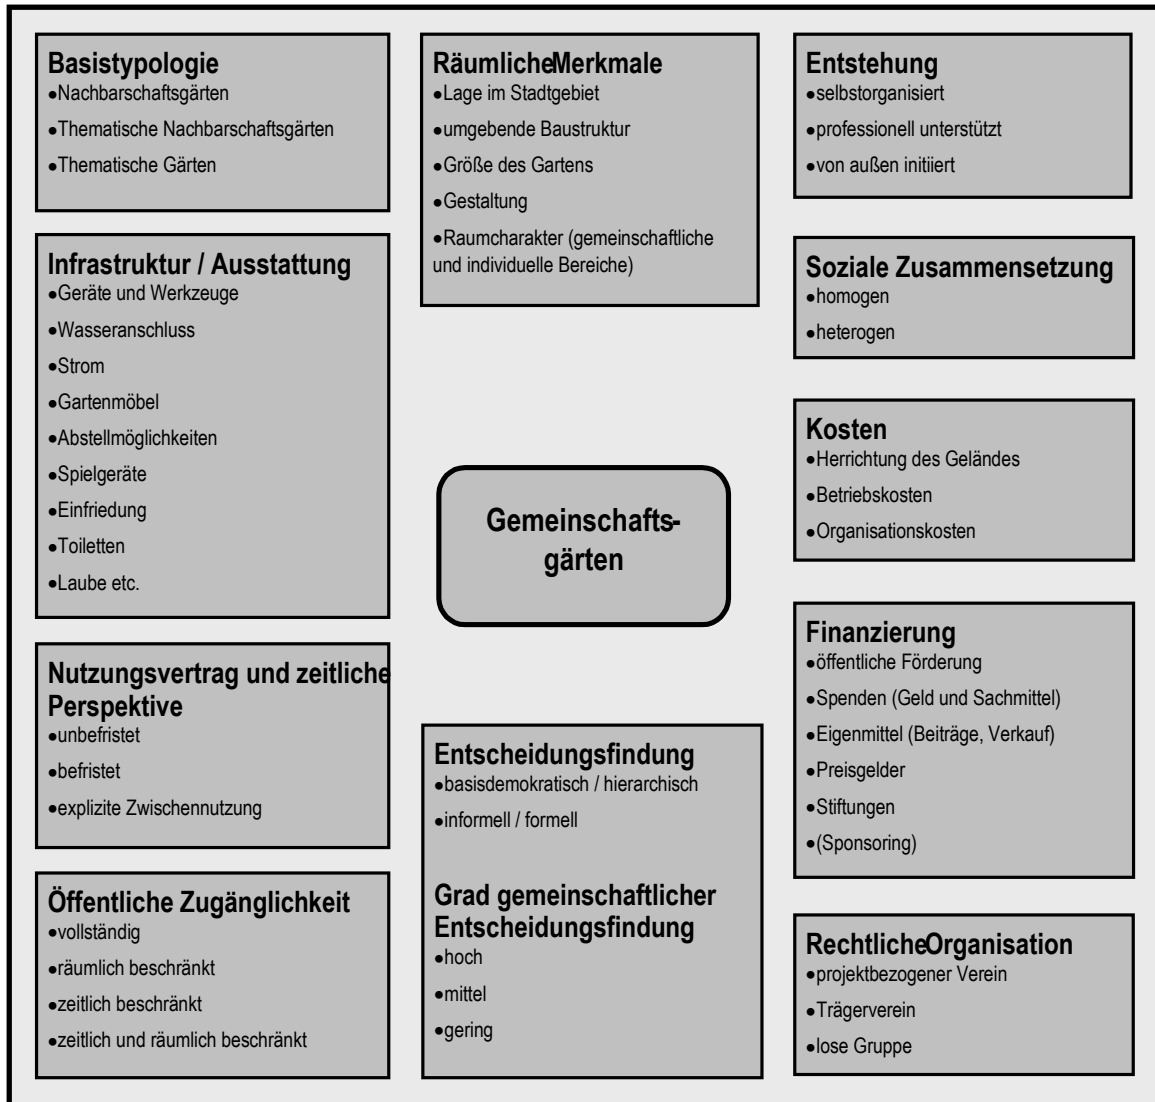 Basistypologie
•Nachbarschaftsgärten
•Thematische Nachbarschaftsgärten
•Thematische Gärten
Infrastruktur / Ausstattung
•Geräte und Werkzeuge
•Wasseranschluss
•Strom
•Gartenmöbel
•Abstellmöglichkeiten
•Spielgeräte
•Einfriedung
•Toiletten
•Laube etc.
Nutzungsvertrag und zeitliche
Perspektive
•unbefristet
•befristet
•explizite Zwischennutzung
Öffentliche Zugänglichkeit
•vollständig
•räumlich beschränkt
•zeitlich beschränkt
•zeitlich und räumlich beschränkt
RäumlicheMerkmale
•Lage im Stadtgebiet
•umgebende Baustruktur
•Größe des Gartens
•Gestaltung
•Raumcharakter (gemeinschaftliche
und individuelle Bereiche)
Gemeinschafts-
gärten
Entscheidungsfindung
•basisdemokratisch / hierarchisch
•informell / formell
Grad gemeinschaftlicher
Entscheidungsfindung
•hoch
•mittel
•gering
Entstehung
•selbstorganisiert
•professionell unterstützt
•von außen initiiert
Soziale Zusammensetzung
•homogen
•heterogen
Kosten
•Herrichtung des Geländes
•Betriebskosten
•Organisationskosten
Finanzierung
•öffentliche Förderung
•Spenden (Geld und Sachmittel)
•Eigenmittel (Beiträge, Verkauf)
•Preisgelder
•Stiftungen
•(Sponsoring)
RechtlicheOrganisation
•projektbezogener Verein
•Trägerverein
•lose Gruppe